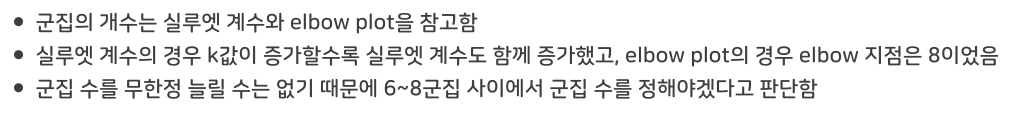 • 군집의 개수는 실루엣 계수와 elbow plot을 참고함
• 실루엣 계수의 경우 k값이 증가할수록 실루엣 계수도 함께 증가했고, elbow plot의 경우 elbow 지점은 8이었음
• 군집 수를 무한정 늘릴 수는 없기 때문에 6~8군집 사이에서 군집 수를 정해야겠다고 판단함